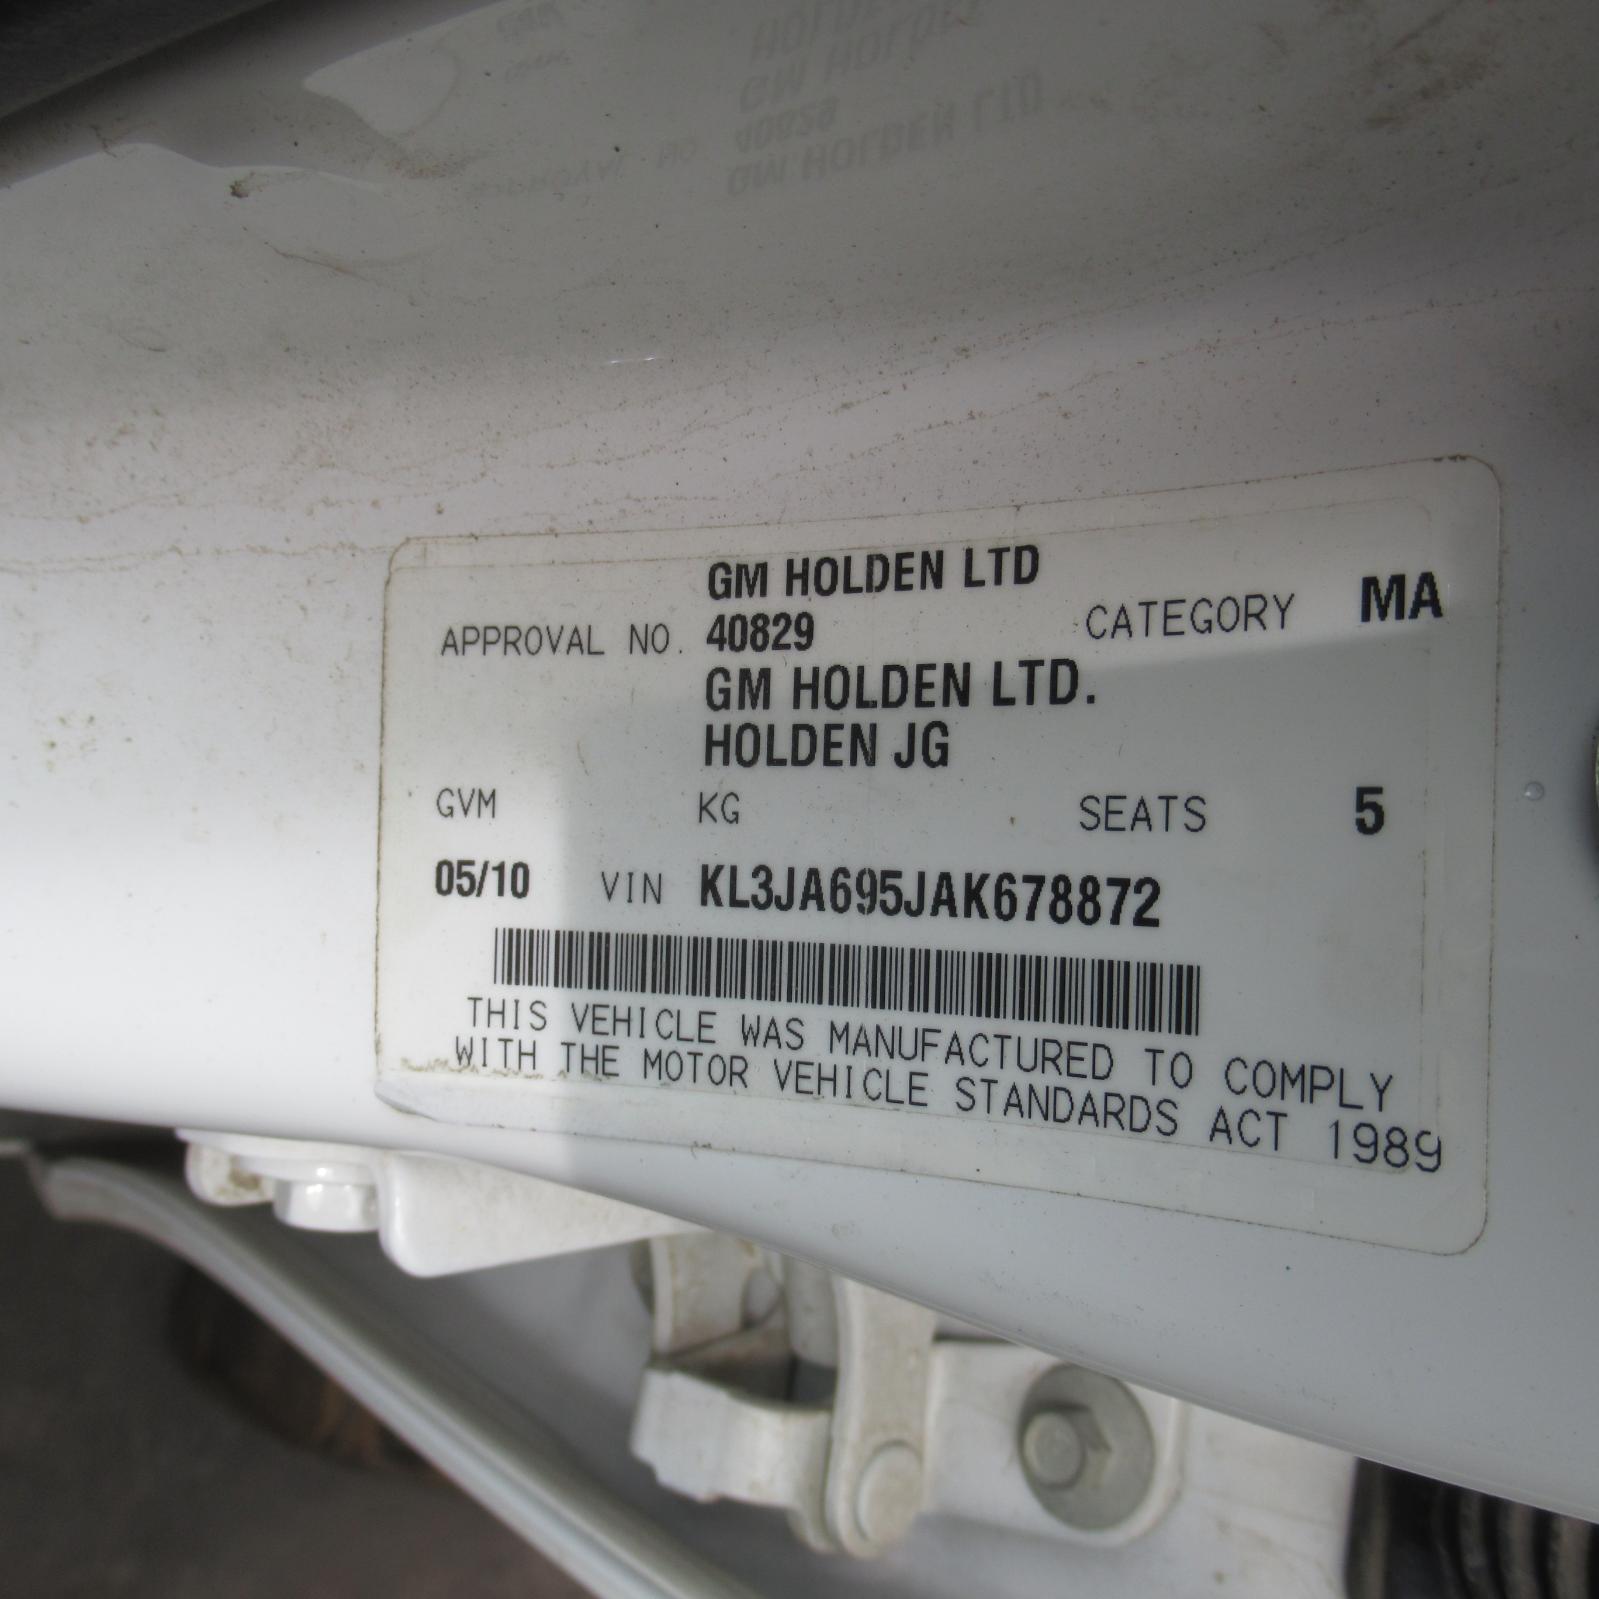 GM HOLDEN LTD
APPROVAL NO. 40829 CATEGORY MA
GM HOLDEN LTD.
HOLDEN JG
GVM KG SEATS 5
05/10 VIN KL3JA695JAK678872
THIS VEHICLE WAS MANUFACTURED TO COMPLY
WITH THE MOTOR VEHICLE STANDARDS ACT 1989